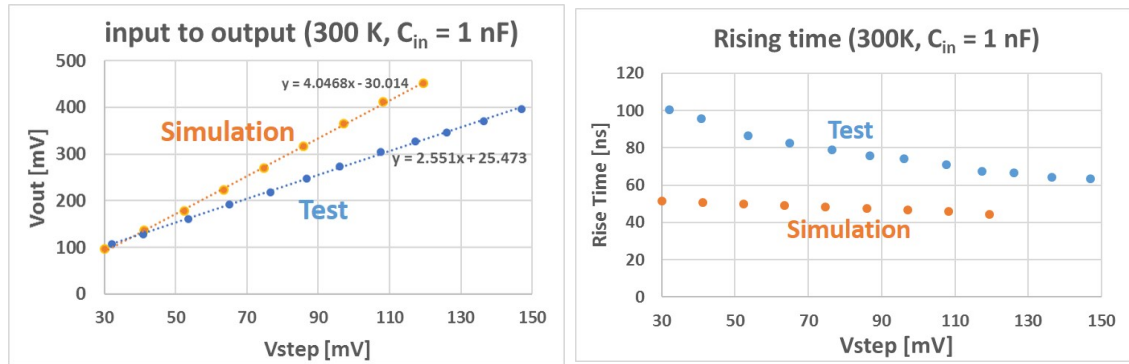 input to output (300 K, Cin = 1 nF)
500
400
300
200
100
0
Vout [mV]
y = 4.0468x - 30.014
Simulation
y = 2.551x + 25.473
Test
30 50 70 90 110 130 150
Vstep [mV]
Rising time (300K, Cin = 1 nF)
120
100
80
60
40
20
0
Rise Time [ns]
Test
Simulation
30 50 70 90 110 130 150
Vstep [mV]